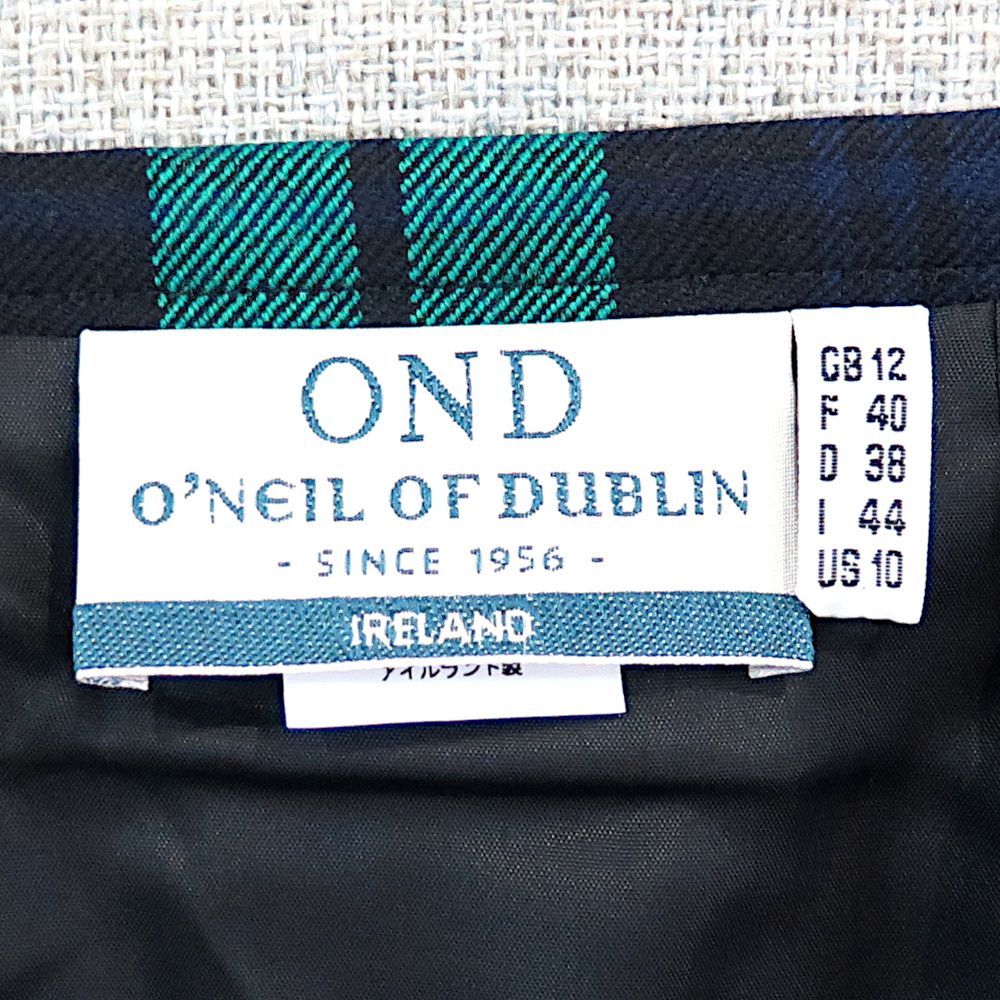 OND
O'NEIL OF DUBLIN
- SINCE 1956 -
IRELAND
アイルランド製
GB 12
F 40
D 38
I 44
US 10